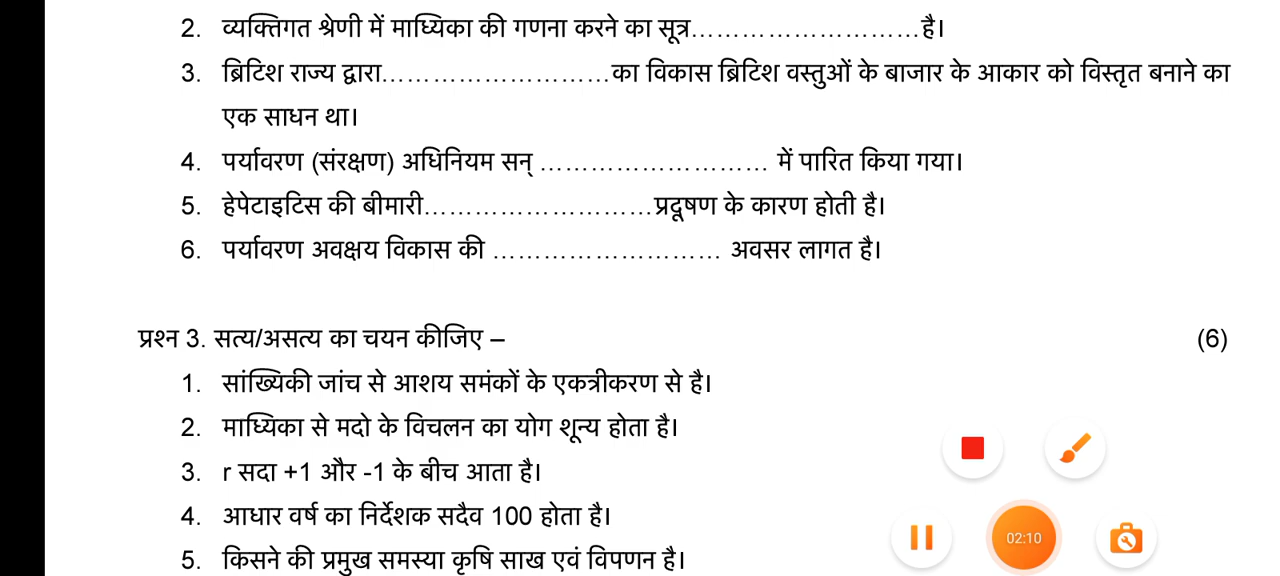 2. व्यक्तिगत श्रेणी में माध्यिका की गणना करने का सूत्र...........................है।
3. ब्रिटिश राज्य द्वारा...........................का विकास ब्रिटिश वस्तुओं के बाजार के आकार को विस्तृत बनाने का
एक साधन था।
4. पर्यावरण (संरक्षण) अधिनियम सन् ........................... में पारित किया गया।
5. हेपेटाइटिस की बीमारी...........................प्रदूषण के कारण होती है।
6. पर्यावरण अवक्षय विकास की ........................... अवसर लागत है।
प्रश्न 3. सत्य/असत्य का चयन कीजिए – (6)
1. सांख्यिकी जांच से आशय समंकों के एकत्रीकरण से है।
2. माध्यिका से मदो के विचलन का योग शून्य होता है।
3. r सदा +1 और -1 के बीच आता है।
4. आधार वर्ष का निर्देशक सदैव 100 होता है।
5. किसने की प्रमुख समस्या कृषि साख एवं विपणन है।
02:10